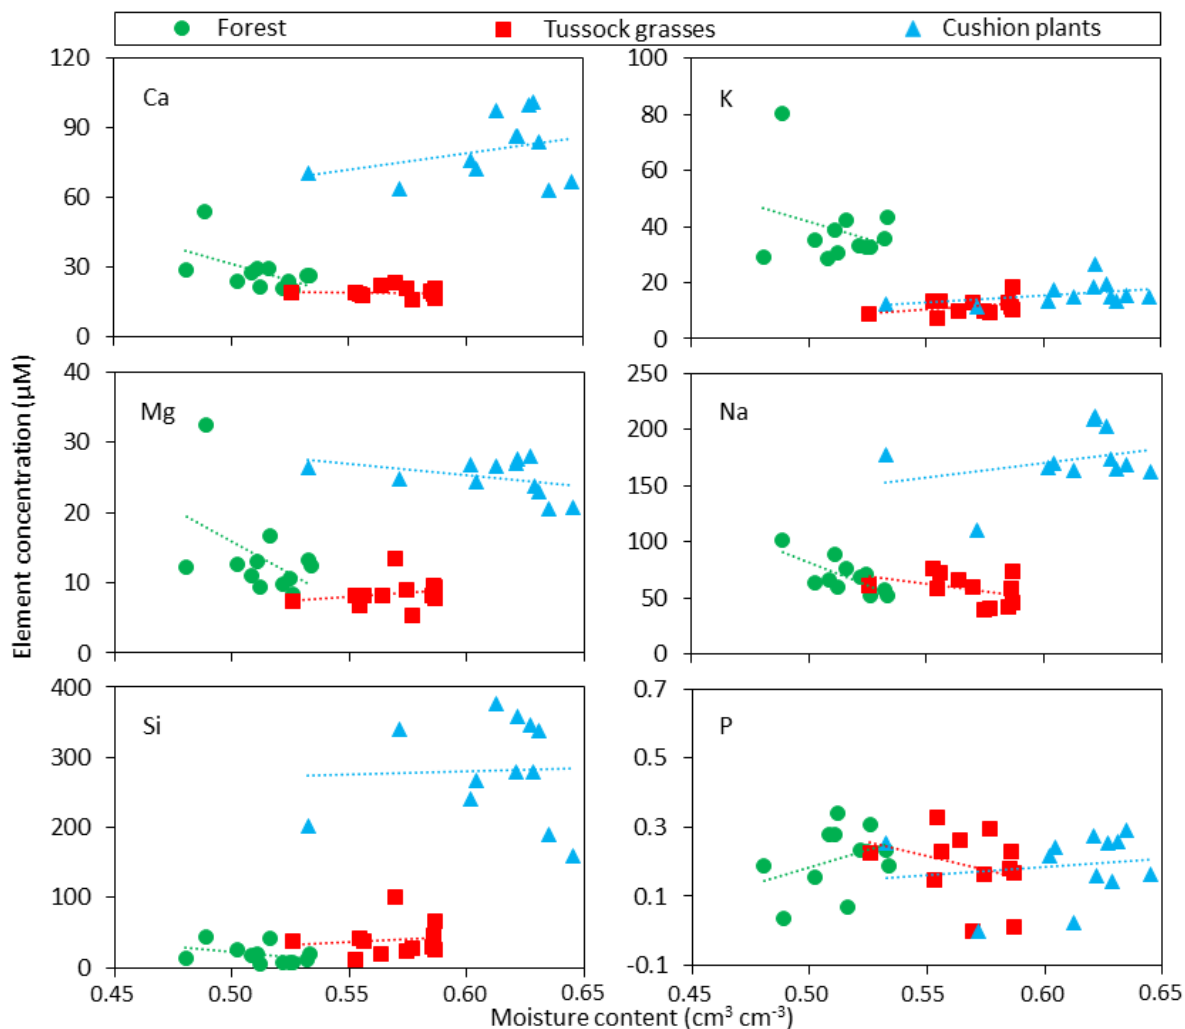 Forest Tussock grasses Cushion plants
120 100
Ca K
90 80
60 60
40
30 20
0 0
40 250
Mg Na
30 200
150
20 100
10 50
0 0
Element concentration (µM)
400 0.7
Si P
300 0.5
200 0.3
100 0.1
0 -0.1
0.45 0.50 0.55 0.60 0.65 0.45 0.50 0.55 0.60 0.65
Moisture content (cm³ cm⁻³)